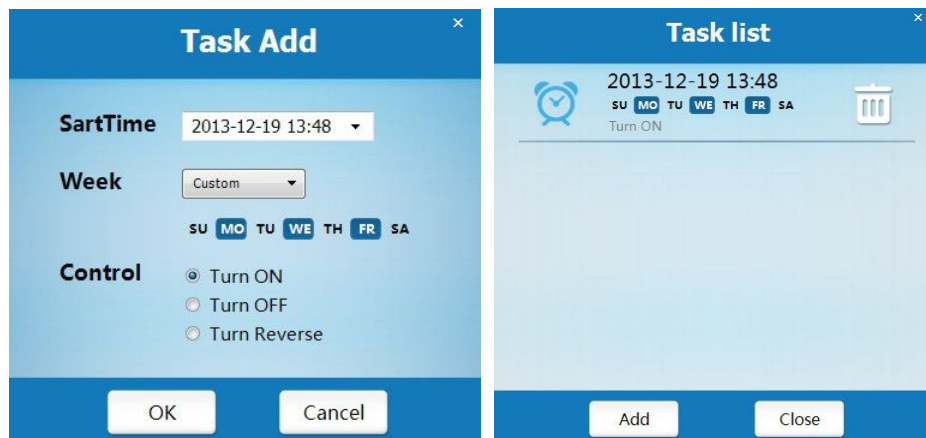 Task Add
×
SartTime
2013-12-19 13:48
Week
Custom
SU MO TU WE TH FR SA
Control
Turn ON
Turn OFF
Turn Reverse
OK
Cancel
Task list
×
2013-12-19 13:48
SU MO TU WE TH FR SA
Turn ON
Add
Close